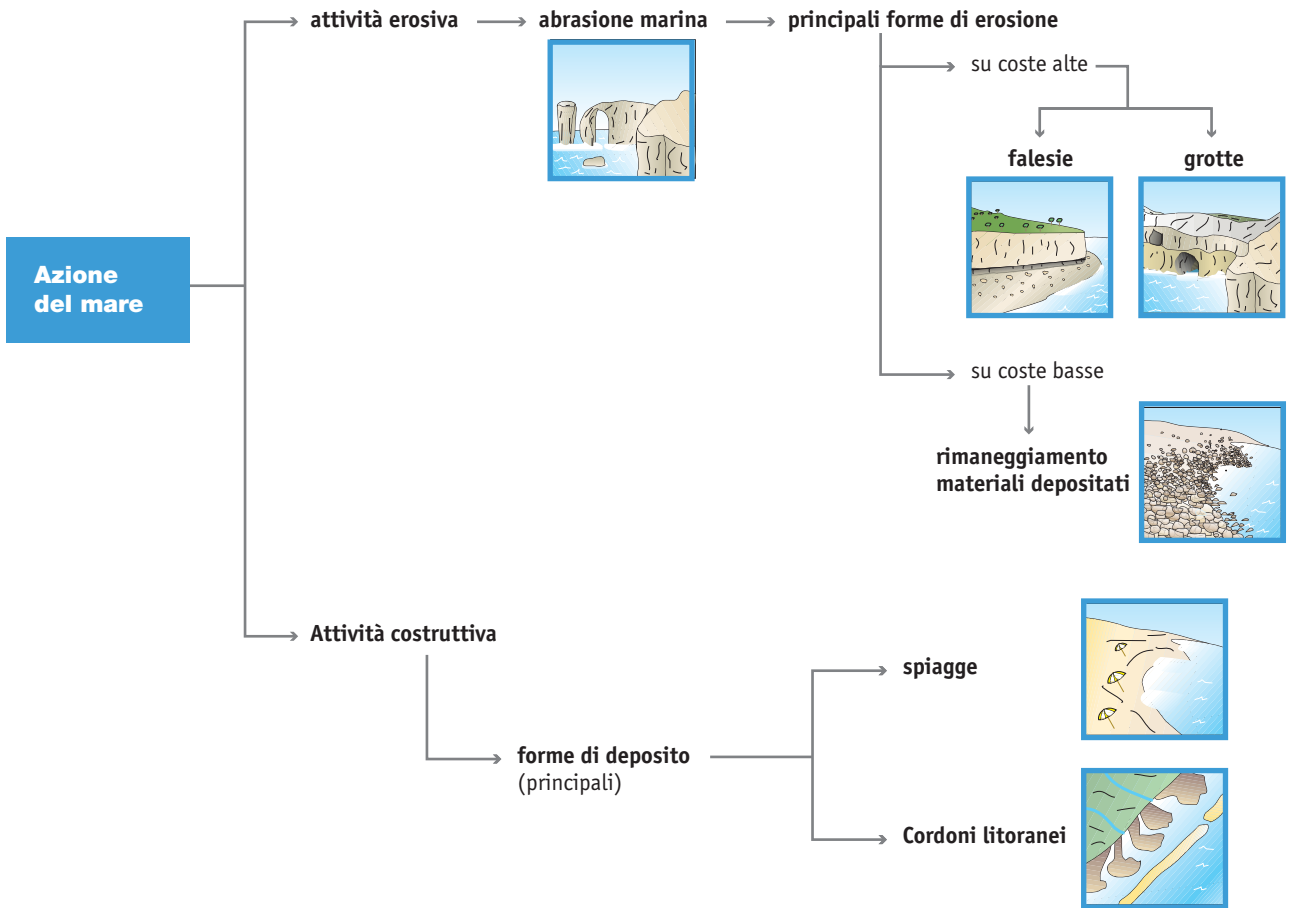 attività erosiva
abrasione marina
principali forme di erosione
su coste alte
falesie
grotte
Azione
del mare
su coste basse
rimaneggiamento
materiali depositati
Attività costruttiva
spiagge
forme di deposito
(principali)
Cordoni litoranei